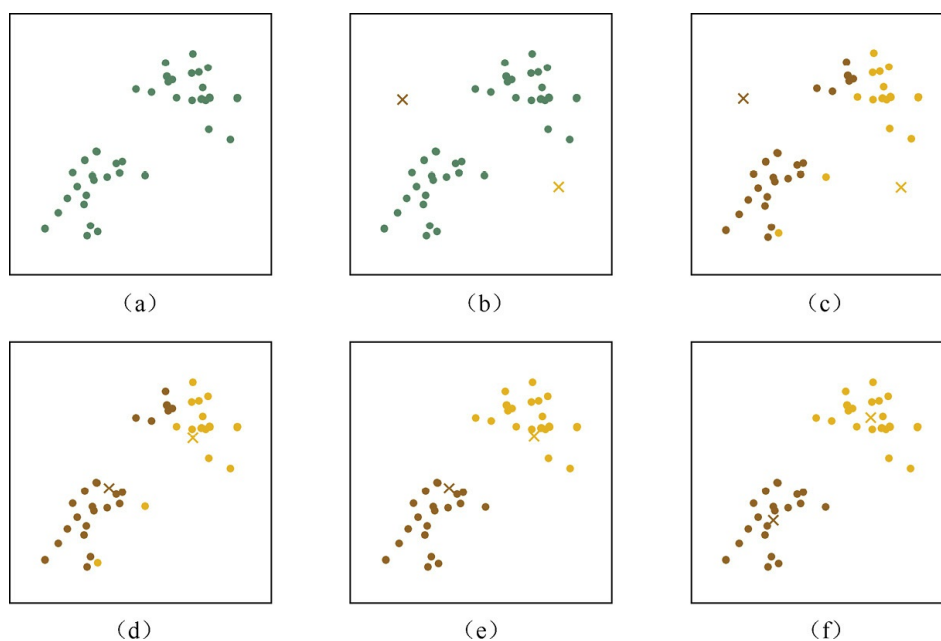 （a）
（b）
（c）
（d）
（e）
（f）